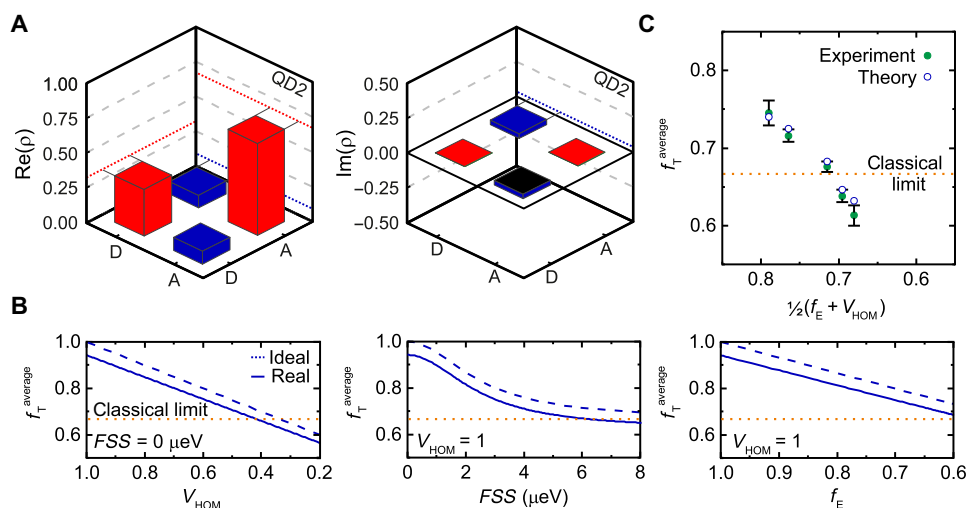 A
Re(ρ)
1.00
0.75
0.50
0.25
0.00
D
A
D
A
QD2
Im(ρ)
0.50
0.25
0.00
−0.25
−0.50
D
A
D
A
QD2
C
f_T^average
0.8
0.7
0.6
Experiment
Theory
Classical
limit
0.8 0.7 0.6
½(f_E + V_HOM)
B
f_T^average
1.0
0.8
0.6
Ideal
Real
Classical limit
FSS = 0 μeV
1.0 0.8 0.6 0.4 0.2
V_HOM
f_T^average
1.0
0.8
0.6
V_HOM = 1
0 2 4 6 8
FSS (μeV)
f_T^average
1.0
0.8
0.6
V_HOM = 1
1.0 0.9 0.8 0.7 0.6
f_E